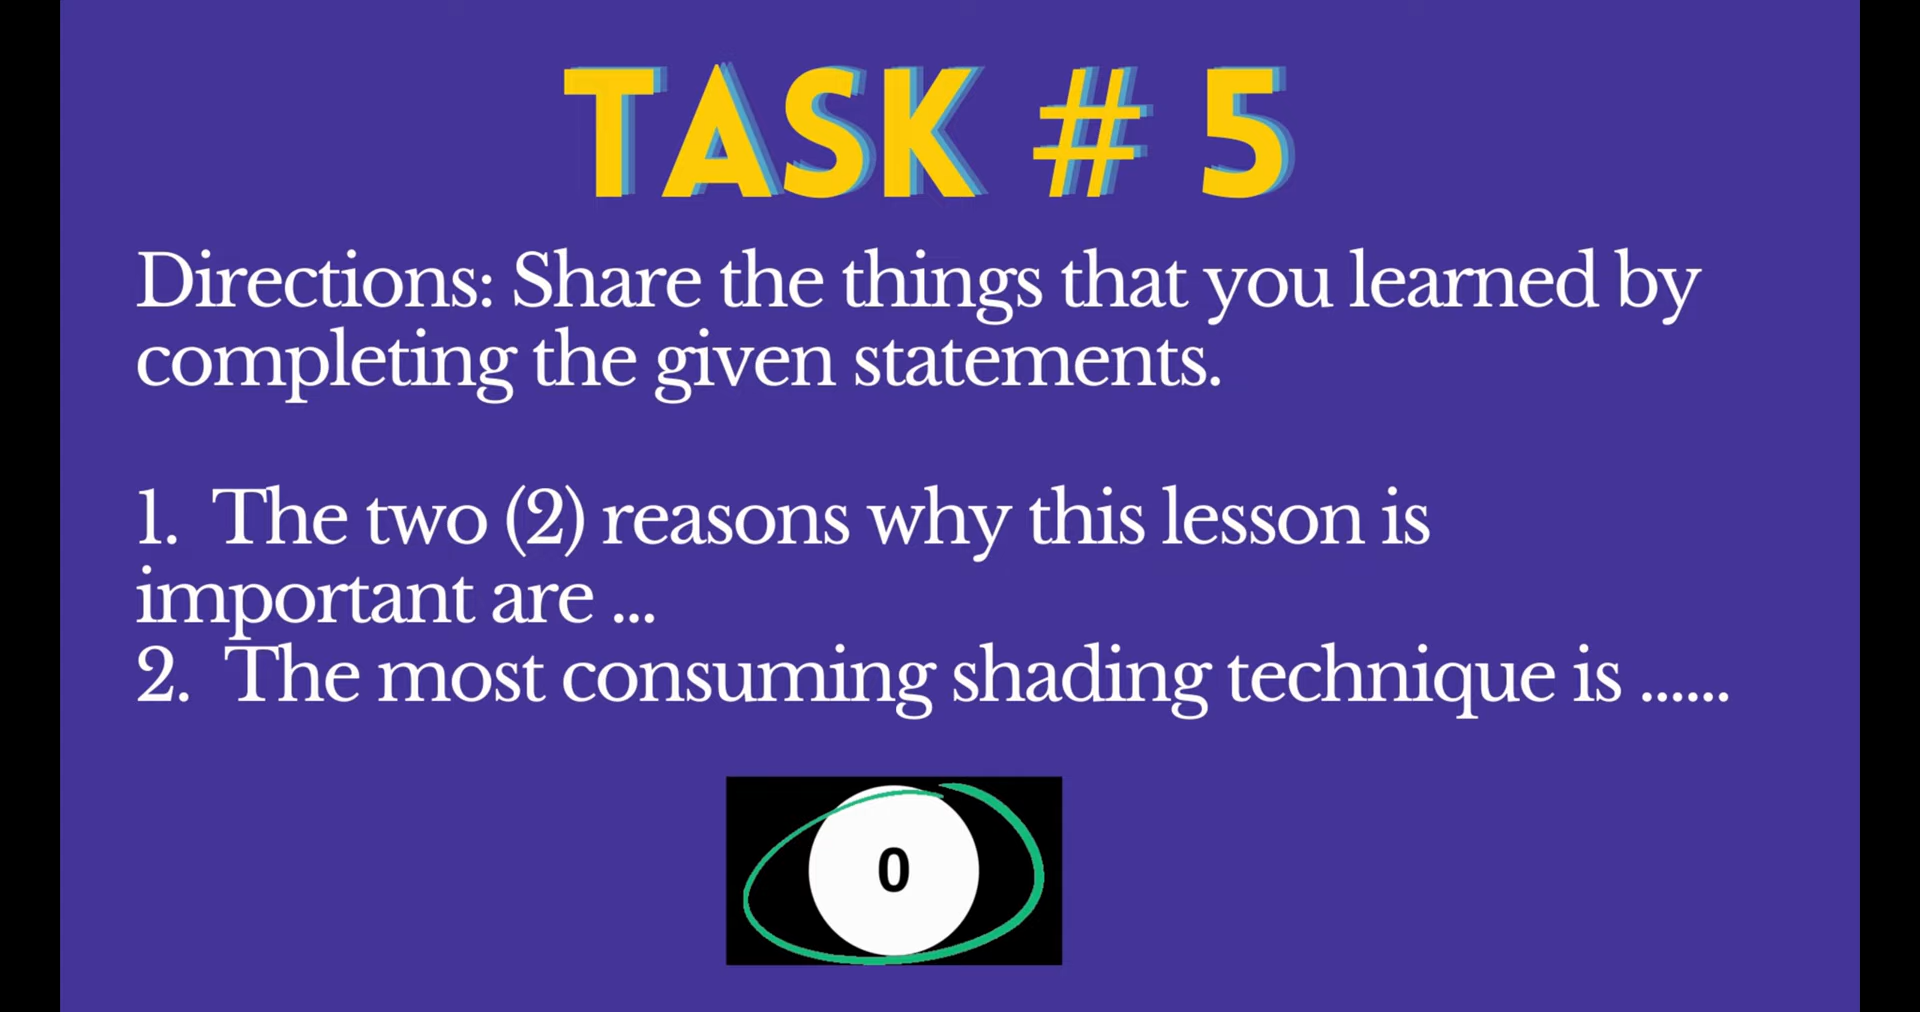 TASK # 5
Directions: Share the things that you learned by
completing the given statements.
1. The two (2) reasons why this lesson is
important are ...
2. The most consuming shading technique is ......
0